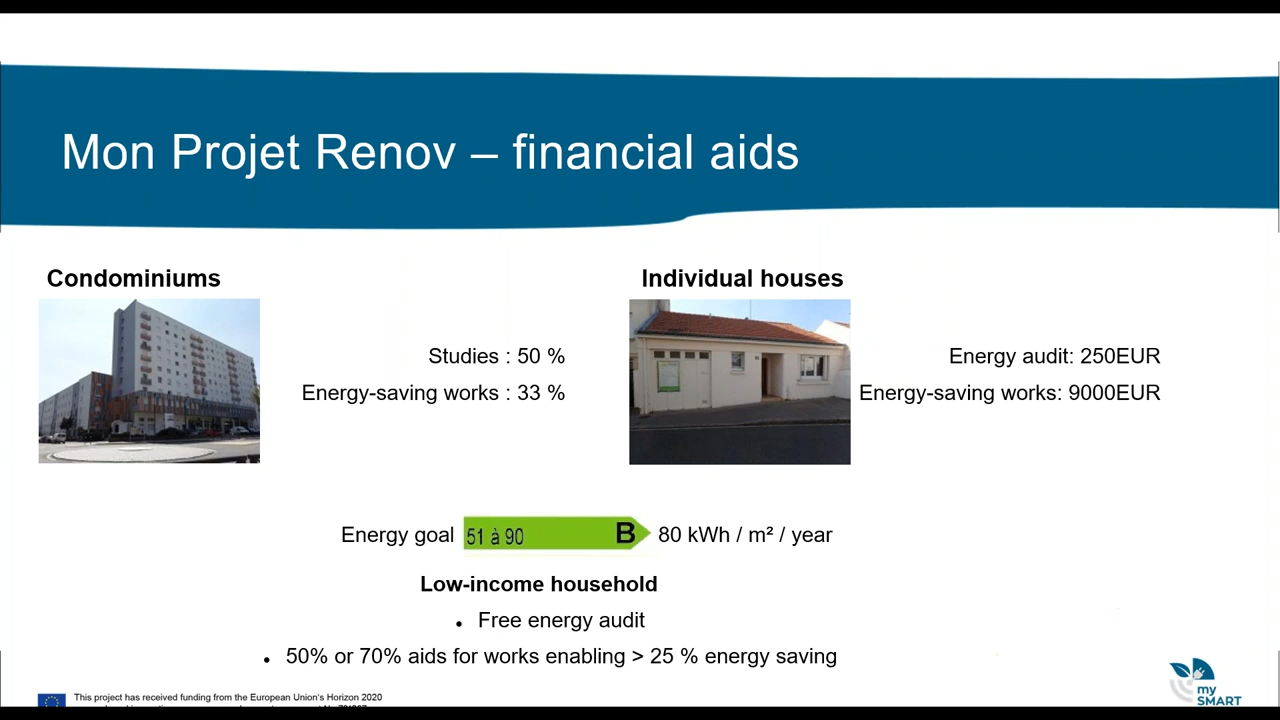 Mon Projet Renov – financial aids
Condominiums
Individual houses
Studies : 50 %
Energy-saving works : 33 %
Energy audit: 250EUR
Energy-saving works: 9000EUR
Energy goal 51 à 90 B 80 kWh / m² / year
Low-income household
• Free energy audit
• 50% or 70% aids for works enabling > 25 % energy saving
This project has received funding from the European Union's Horizon 2020
my
SMART